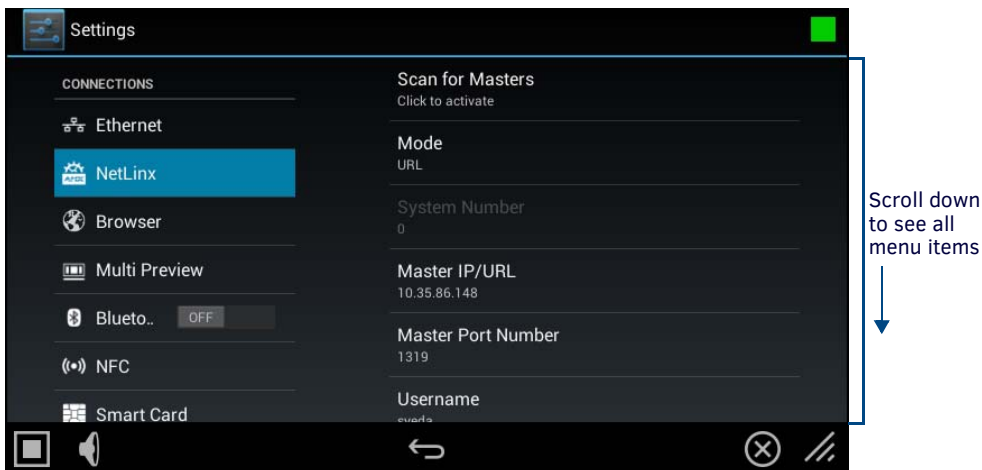 Settings
CONNECTIONS
Ethernet
NetLinx
Browser
Multi Preview
Blueto..
OFF
NFC
Smart Card
Scan for Masters
Click to activate
Mode
URL
System Number
0
Master IP/URL
10.35.86.148
Master Port Number
1319
Username
sveda
Scroll down
to see all
menu items